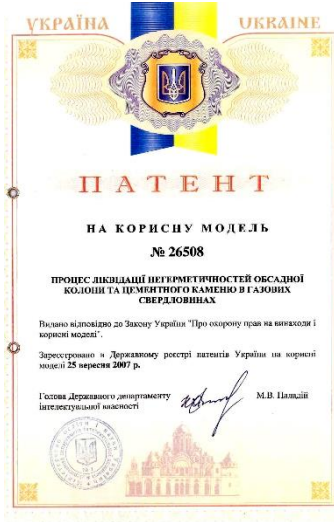 УКРАЇНА
UKRAINE
ПАТЕНТ
НА КОРИСНУ МОДЕЛЬ
№ 26508
ПРОЦЕС ЛІКВІДАЦІЇ НЕГЕРМЕТИЧНОСТЕЙ ОБСАДНОЇ
КОЛОНИ ТА ЦЕМЕНТНОГО КАМЕНЮ В ГАЗОВИХ
СВЕРДЛОВИНАХ
Видано відповідно до Закону України "Про охорону прав на винаходи і
корисні моделі".
Зареєстровано в Державному реєстрі патентів України на корисні
моделі 25 вересня 2007 р.
Голова Державного департаменту
інтелектуальної власності
М.В. Паладій